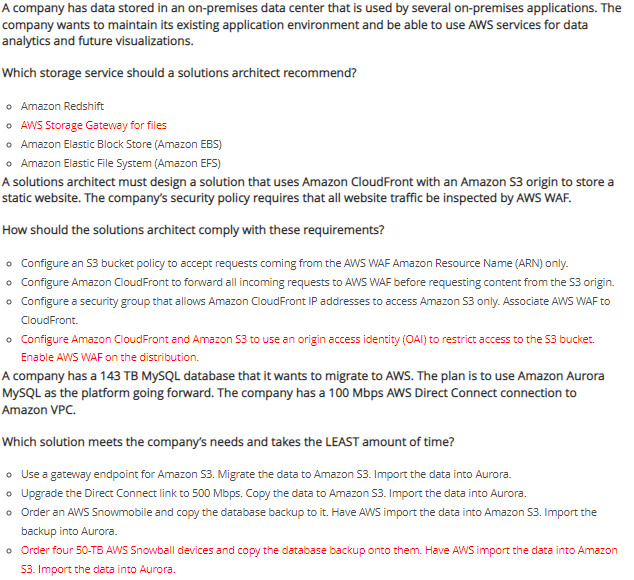 A company has data stored in an on-premises data center that is used by several on-premises applications. The
company wants to maintain its existing application environment and be able to use AWS services for data
analytics and future visualizations.
Which storage service should a solutions architect recommend?
Amazon Redshift
AWS Storage Gateway for files
Amazon Elastic Block Store (Amazon EBS)
Amazon Elastic File System (Amazon EFS)
A solutions architect must design a solution that uses Amazon CloudFront with an Amazon S3 origin to store a
static website. The company's security policy requires that all website traffic be inspected by AWS WAF.
How should the solutions architect comply with these requirements?
Configure an S3 bucket policy to accept requests coming from the AWS WAF Amazon Resource Name (ARN) only.
Configure Amazon CloudFront to forward all incoming requests to AWS WAF before requesting content from the S3 origin.
Configure a security group that allows Amazon CloudFront IP addresses to access Amazon S3 only. Associate AWS WAF to
CloudFront.
Configure Amazon CloudFront and Amazon S3 to use an origin access identity (OAI) to restrict access to the S3 bucket.
Enable AWS WAF on the distribution.
A company has a 143 TB MySQL database that it wants to migrate to AWS. The plan is to use Amazon Aurora
MySQL as the platform going forward. The company has a 100 Mbps AWS Direct Connect connection to
Amazon VPC.
Which solution meets the company's needs and takes the LEAST amount of time?
Use a gateway endpoint for Amazon S3. Migrate the data to Amazon S3. Import the data into Aurora.
Upgrade the Direct Connect link to 500 Mbps. Copy the data to Amazon S3. Import the data into Aurora.
Order an AWS Snowmobile and copy the database backup to it. Have AWS import the data into Amazon S3. Import the
backup into Aurora.
Order four 50-TB AWS Snowball devices and copy the database backup onto them. Have AWS import the data into Amazon
S3. Import the data into Aurora.